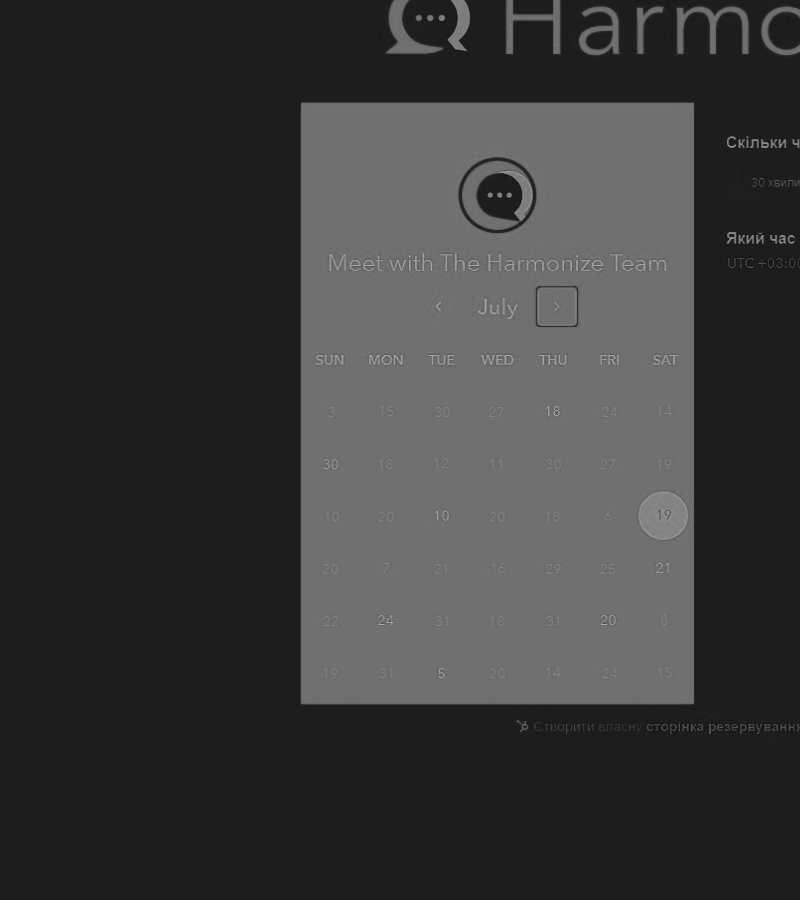 Harmo
Meet with The Harmonize Team
July
SUN MON TUE WED THU FRI SAT
3 15 30 27 18 24 14
30 18 12 11 30 27 19
10 20 10 20 18 6 19
20 7 21 16 29 25 21
22 24 31 18 31 20 8
19 31 5 20 14 24 15
Скільки ч
30 хвили
Який час
UTC +03:00
Створити власну сторінка резервування